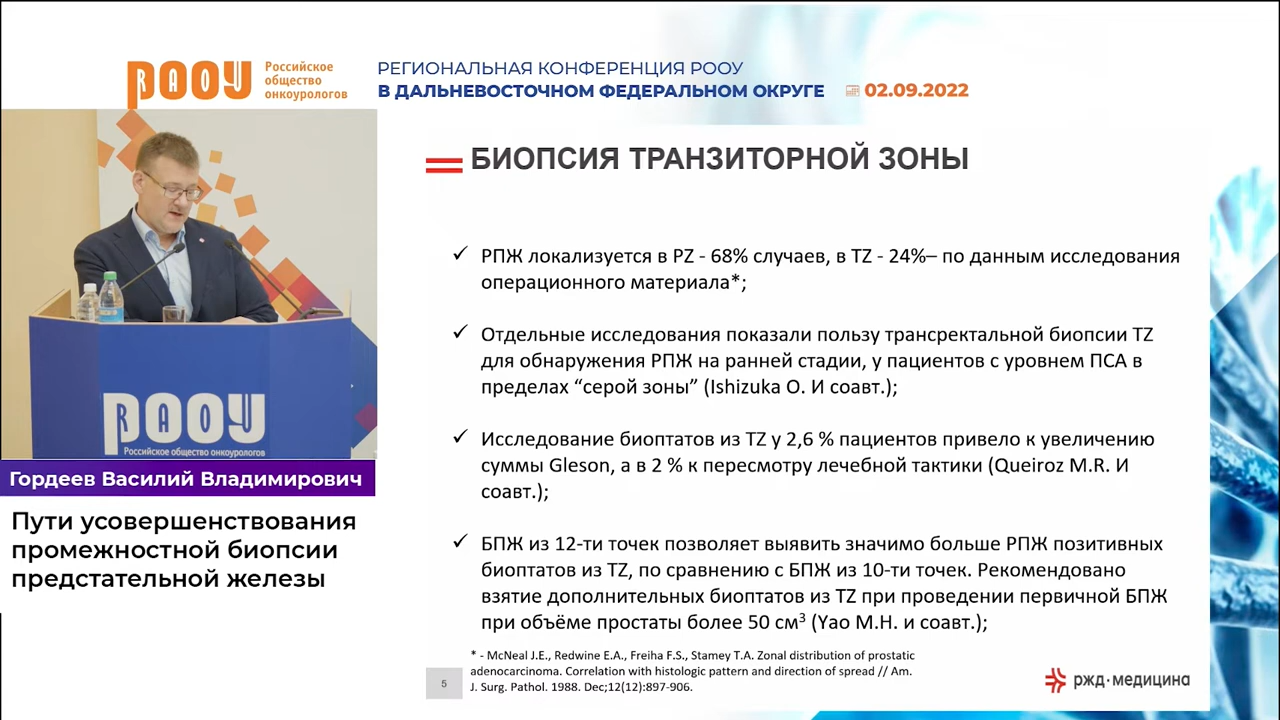 РООУ
RAOU
Российское
общество
онкоурологов
РЕГИОНАЛЬНАЯ КОНФЕРЕНЦИЯ РООУ
В ДАЛЬНЕВОСТОЧНОМ ФЕДЕРАЛЬНОМ ОКРУГЕ
02.09.2022
РООУ
RAOU
Российское общество онкоурологов
Гордеев Василий Владимирович
Пути усовершенствования
промежностной биопсии
предстательной железы
БИОПСИЯ ТРАНЗИТОРНОЙ ЗОНЫ
✓ РПЖ локализуется в PZ - 68% случаев, в TZ - 24%– по данным исследования
операционного материала*;
✓ Отдельные исследования показали пользу трансректальной биопсии TZ
для обнаружения РПЖ на ранней стадии, у пациентов с уровнем ПСА в
пределах “серой зоны” (Ishizuka O. И соавт.);
✓ Исследование биоптатов из TZ у 2,6 % пациентов привело к увеличению
суммы Gleson, а в 2 % к пересмотру лечебной тактики (Queiroz M.R. И
соавт.);
✓ БПЖ из 12-ти точек позволяет выявить значимо больше РПЖ позитивных
биоптатов из TZ, по сравнению с БПЖ из 10-ти точек. Рекомендовано
взятие дополнительных биоптатов из TZ при проведении первичной БПЖ
при объёме простаты более 50 см³ (Yao M.H. и соавт.);
* - McNeal J.E., Redwine E.A., Freiha F.S., Stamey T.A. Zonal distribution of prostatic
adenocarcinoma. Correlation with histologic pattern and direction of spread // Am.
J. Surg. Pathol. 1988. Dec;12(12):897-906.
5
ржд·медицина